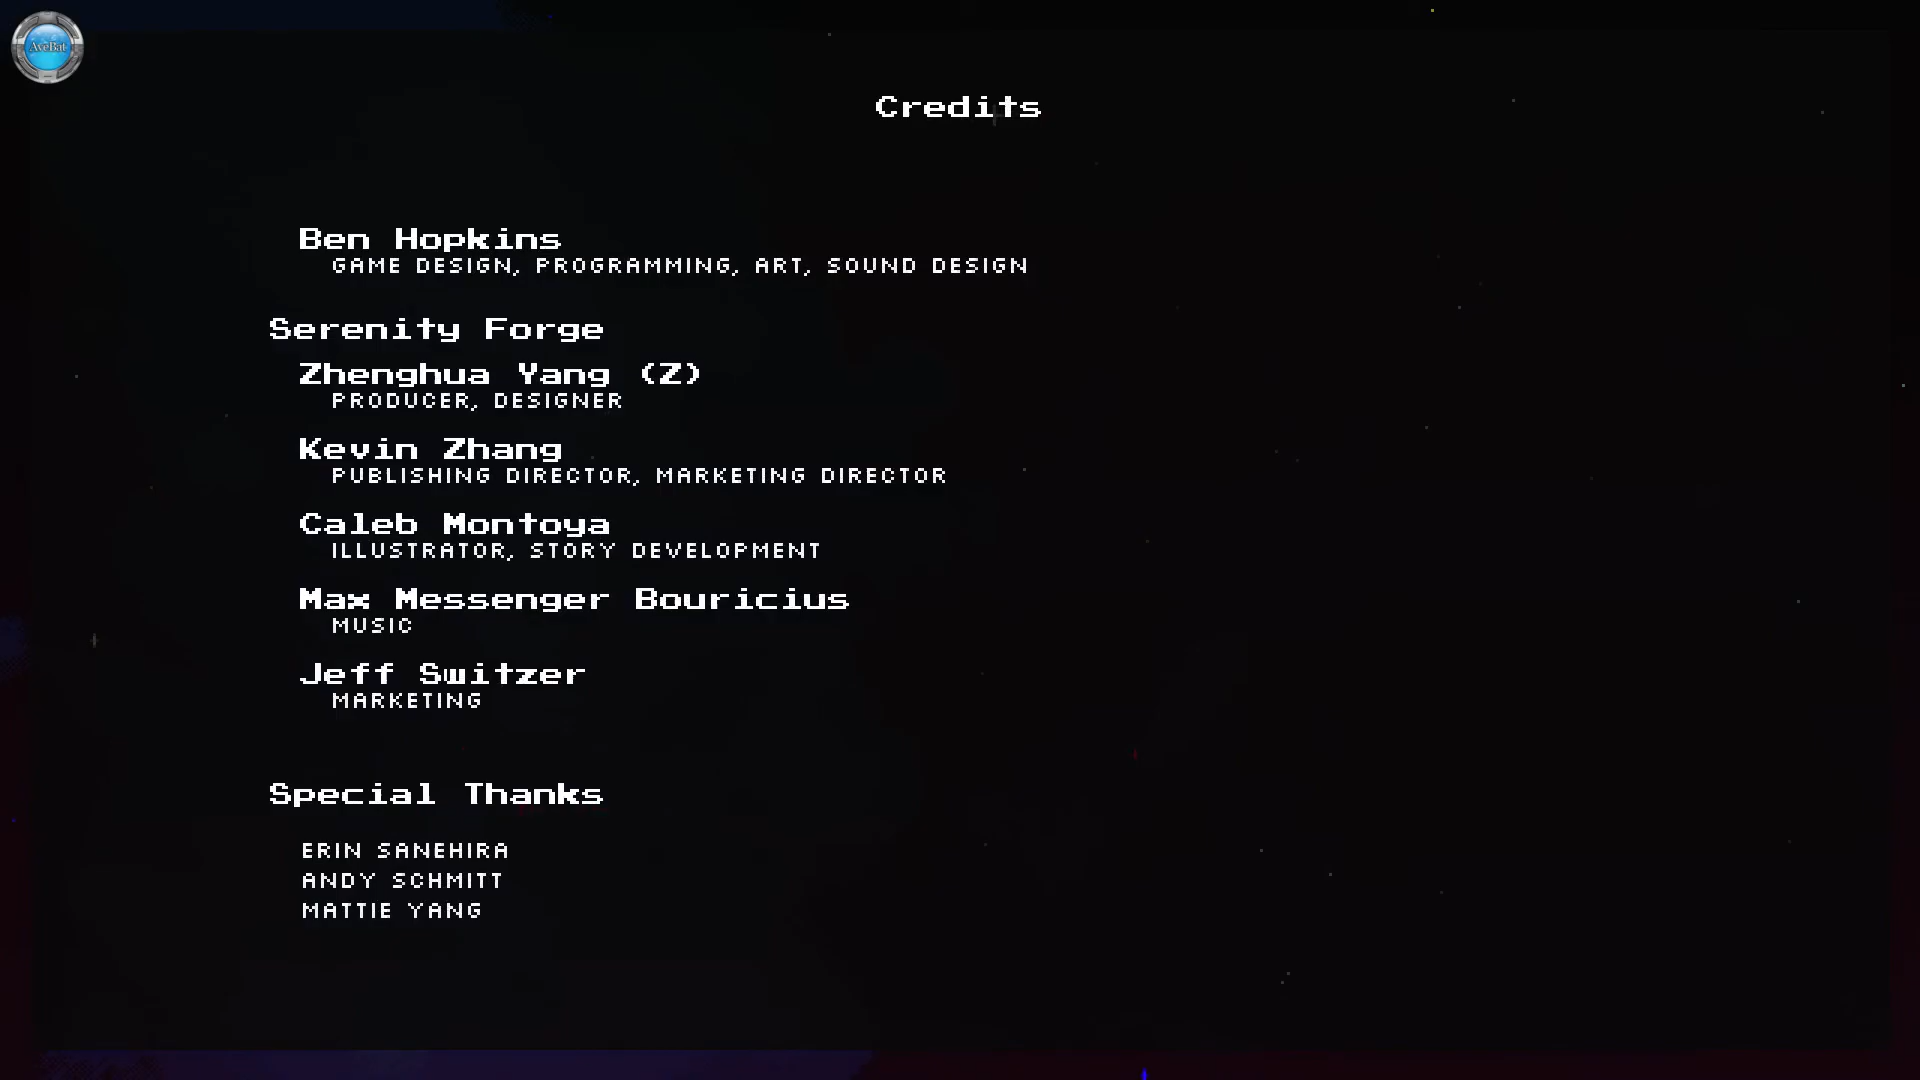 AveBat
Credits
Ben Hopkins
GAME DESIGN, PROGRAMMING, ART, SOUND DESIGN
Serenity Forge
Zhenghua Yang (Z)
PRODUCER, DESIGNER
Kevin Zhang
PUBLISHING DIRECTOR, MARKETING DIRECTOR
Caleb Montoya
ILLUSTRATOR, STORY DEVELOPMENT
Max Messenger Bouricius
MUSIC
Jeff Switzer
MARKETING
Special Thanks
ERIN SANEHIRA
ANDY SCHMITT
MATTIE YANG